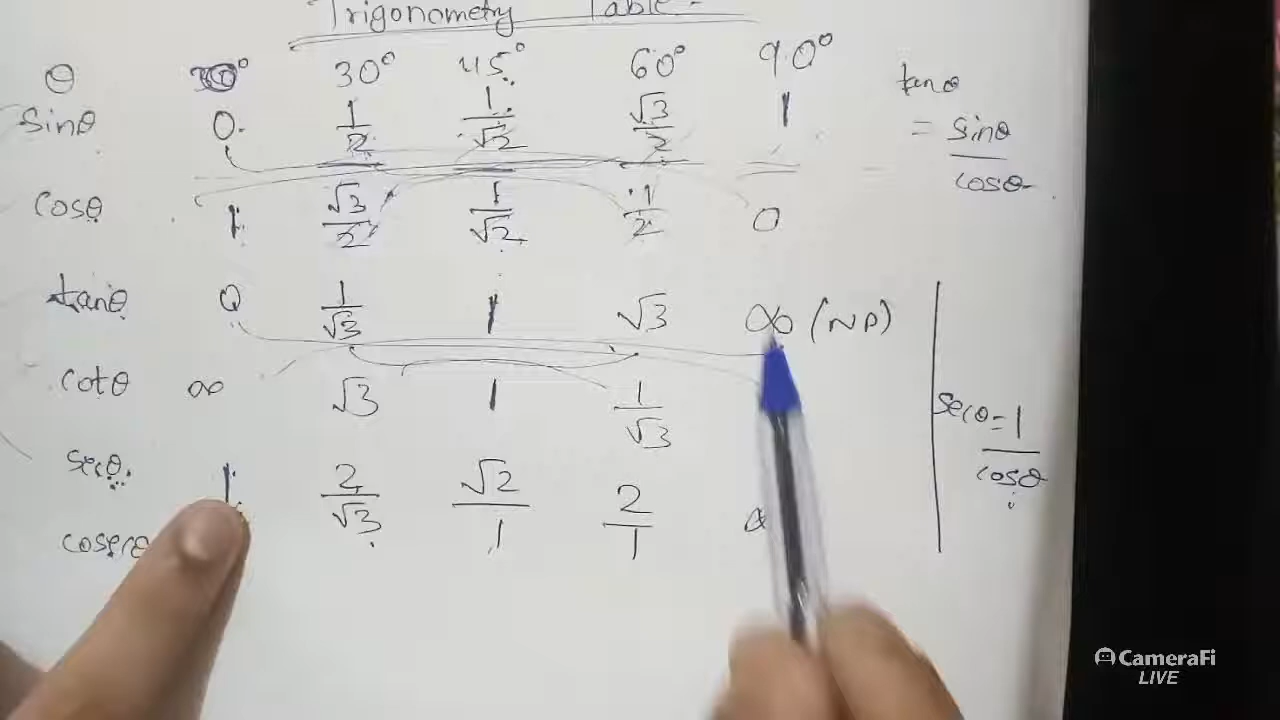 Trigonometry Table
θ 0° 30° 45° 60° 90°
sinθ 0 1/2 1/√2 √3/2 1
cosθ 1 √3/2 1/√2 1/2 0
tanθ 0 1/√3 1 √3 ∞ (ND)
cotθ ∞ √3 1 1/√3
secθ 1 2/√3 √2/1 2/1
cosecθ
tanθ
= sinθ/cosθ
secθ = 1/cosθ
CameraFi
LIVE